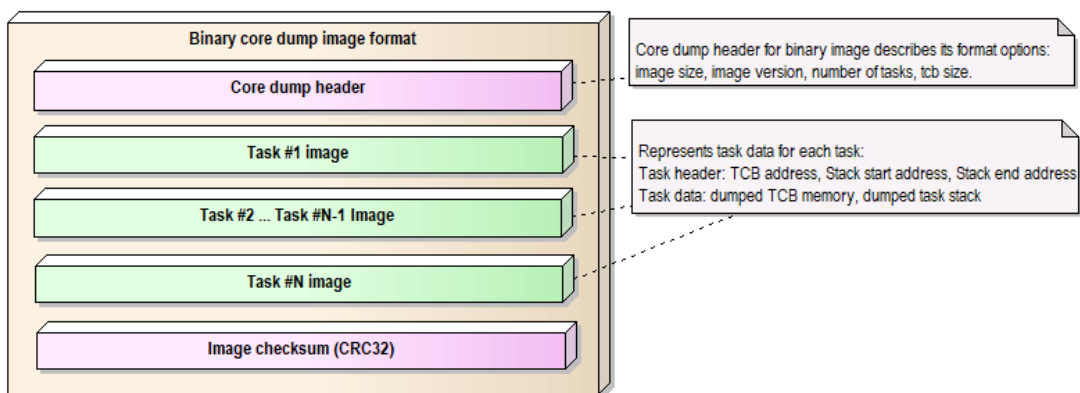 Binary core dump image format
Core dump header
Core dump header for binary image describes its format options:
image size, image version, number of tasks, tcb size.
Task #1 image
Represents task data for each task:
Task header: TCB address, Stack start address, Stack end address
Task data: dumped TCB memory, dumped task stack
Task #2 ... Task #N-1 Image
Task #N image
Image checksum (CRC32)